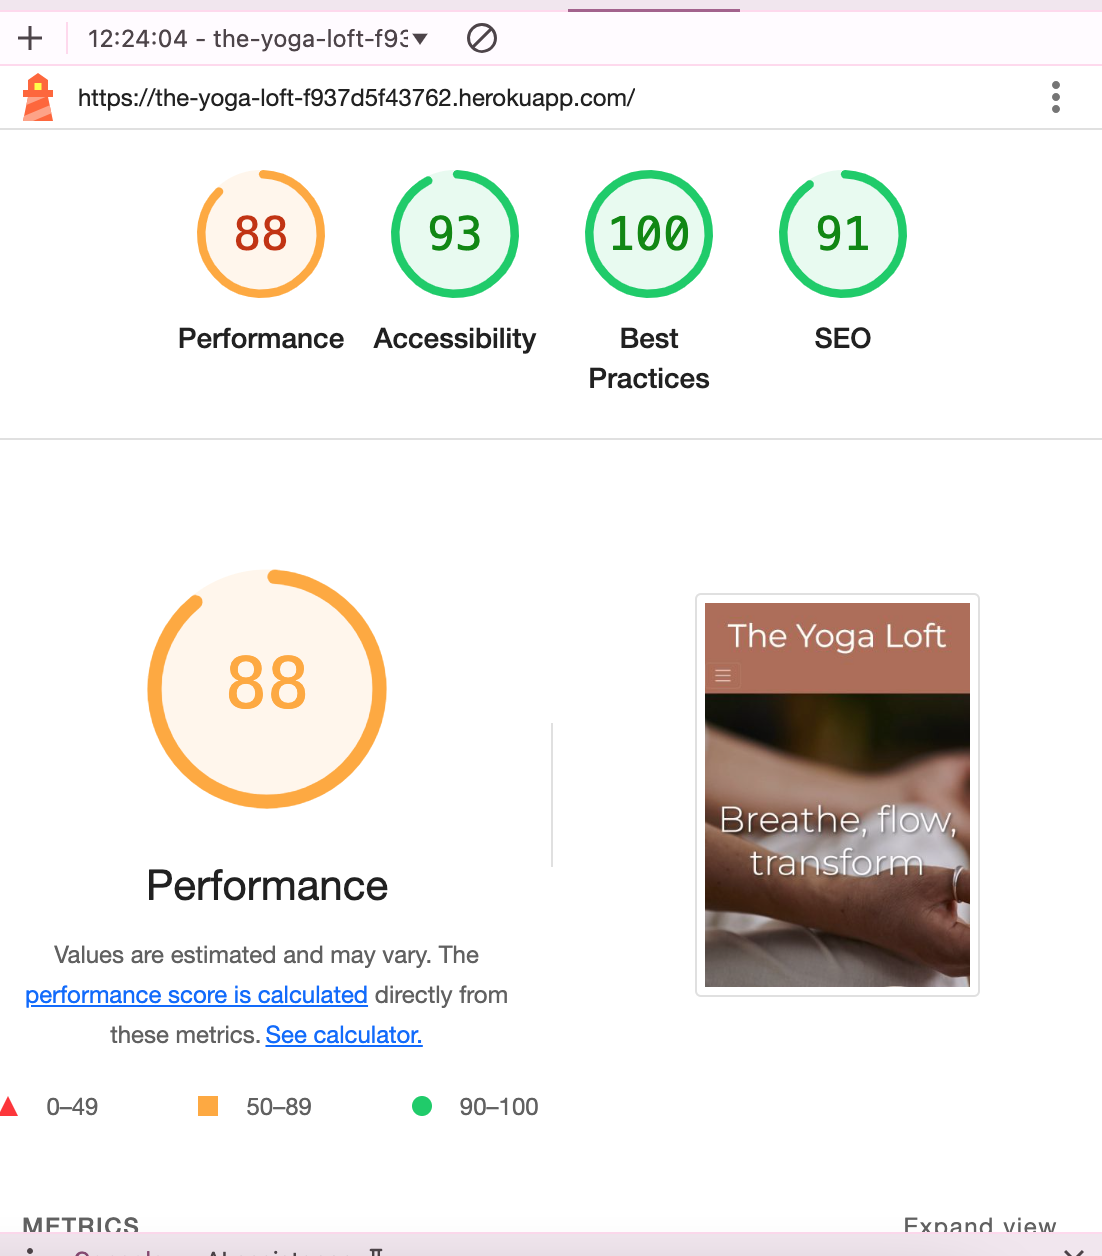 12:24:04 - the-yoga-loft-f93
https://the-yoga-loft-f937d5f43762.herokuapp.com/
88
93
100
91
Performance
Accessibility
Best
Practices
SEO
88
Performance
Values are estimated and may vary. The
performance score is calculated directly from
these metrics. See calculator.
0–49
50–89
90–100
The Yoga Loft
Breathe, flow,
transform
METRICS
Expand view